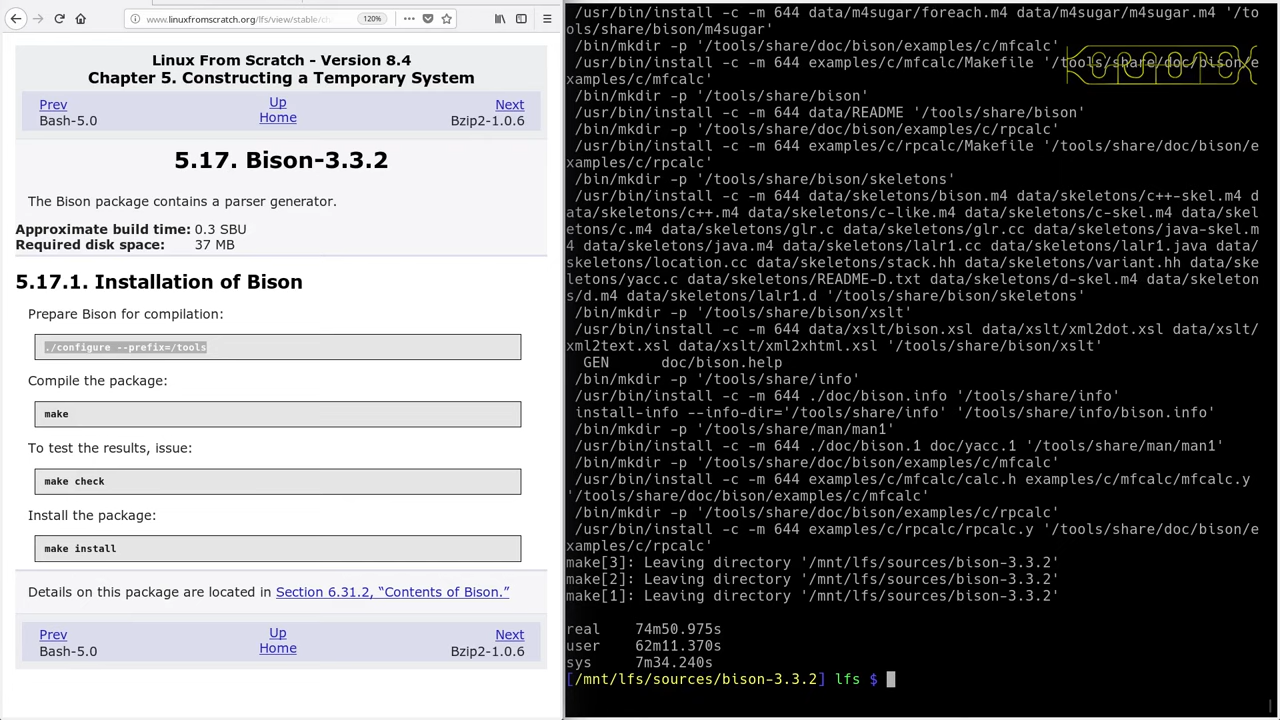 www.linuxfromscratch.org/lfs/view/stable/ch
120%
Linux From Scratch - Version 8.4
Chapter 5. Constructing a Temporary System
Prev
Bash-5.0
Up
Home
Next
Bzip2-1.0.6
5.17. Bison-3.3.2
The Bison package contains a parser generator.
Approximate build time: 0.3 SBU
Required disk space: 37 MB
5.17.1. Installation of Bison
Prepare Bison for compilation:
./configure --prefix=/tools
Compile the package:
make
To test the results, issue:
make check
Install the package:
make install
Details on this package are located in Section 6.31.2, “Contents of Bison.”
Prev
Bash-5.0
Up
Home
Next
Bzip2-1.0.6
/usr/bin/install -c -m 644 data/m4sugar/foreach.m4 data/m4sugar/m4sugar.m4 '/to
ols/share/bison/m4sugar'
/bin/mkdir -p '/tools/share/doc/bison/examples/c/mfcalc'
/usr/bin/install -c -m 644 examples/c/mfcalc/Makefile '/tools/share/doc/bison/e
xamples/c/mfcalc'
/bin/mkdir -p '/tools/share/bison'
/usr/bin/install -c -m 644 data/README '/tools/share/bison'
/bin/mkdir -p '/tools/share/doc/bison/examples/c/rpcalc'
/usr/bin/install -c -m 644 examples/c/rpcalc/Makefile '/tools/share/doc/bison/e
xamples/c/rpcalc'
/bin/mkdir -p '/tools/share/bison/skeletons'
/usr/bin/install -c -m 644 data/skeletons/bison.m4 data/skeletons/c++-skel.m4 d
ata/skeletons/c++.m4 data/skeletons/c-like.m4 data/skeletons/c-skel.m4 data/skel
etons/c.m4 data/skeletons/glr.c data/skeletons/glr.cc data/skeletons/java-skel.m
4 data/skeletons/java.m4 data/skeletons/lalr1.cc data/skeletons/lalr1.java data/
skeletons/location.cc data/skeletons/stack.hh data/skeletons/variant.hh data/ske
letons/yacc.c data/skeletons/README-D.txt data/skeletons/d-skel.m4 data/skeleton
s/d.m4 data/skeletons/lalr1.d '/tools/share/bison/skeletons'
/bin/mkdir -p '/tools/share/bison/xslt'
/usr/bin/install -c -m 644 data/xslt/bison.xsl data/xslt/xml2dot.xsl data/xslt/
xml2text.xsl data/xslt/xml2xhtml.xsl '/tools/share/bison/xslt'
GEN doc/bison.help
/bin/mkdir -p '/tools/share/info'
/usr/bin/install -c -m 644 ./doc/bison.info '/tools/share/info'
install-info --info-dir='/tools/share/info' '/tools/share/info/bison.info'
/bin/mkdir -p '/tools/share/man/man1'
/usr/bin/install -c -m 644 ./doc/bison.1 doc/yacc.1 '/tools/share/man/man1'
/bin/mkdir -p '/tools/share/doc/bison/examples/c/mfcalc'
/usr/bin/install -c -m 644 examples/c/mfcalc/calc.h examples/c/mfcalc/mfcalc.y
'/tools/share/doc/bison/examples/c/mfcalc'
/bin/mkdir -p '/tools/share/doc/bison/examples/c/rpcalc'
/usr/bin/install -c -m 644 examples/c/rpcalc/rpcalc.y '/tools/share/doc/bison/e
xamples/c/rpcalc'
make[3]: Leaving directory '/mnt/lfs/sources/bison-3.3.2'
make[2]: Leaving directory '/mnt/lfs/sources/bison-3.3.2'
make[1]: Leaving directory '/mnt/lfs/sources/bison-3.3.2'
real 74m50.975s
user 62m11.370s
sys 7m34.240s
[/mnt/lfs/sources/bison-3.3.2] lfs $